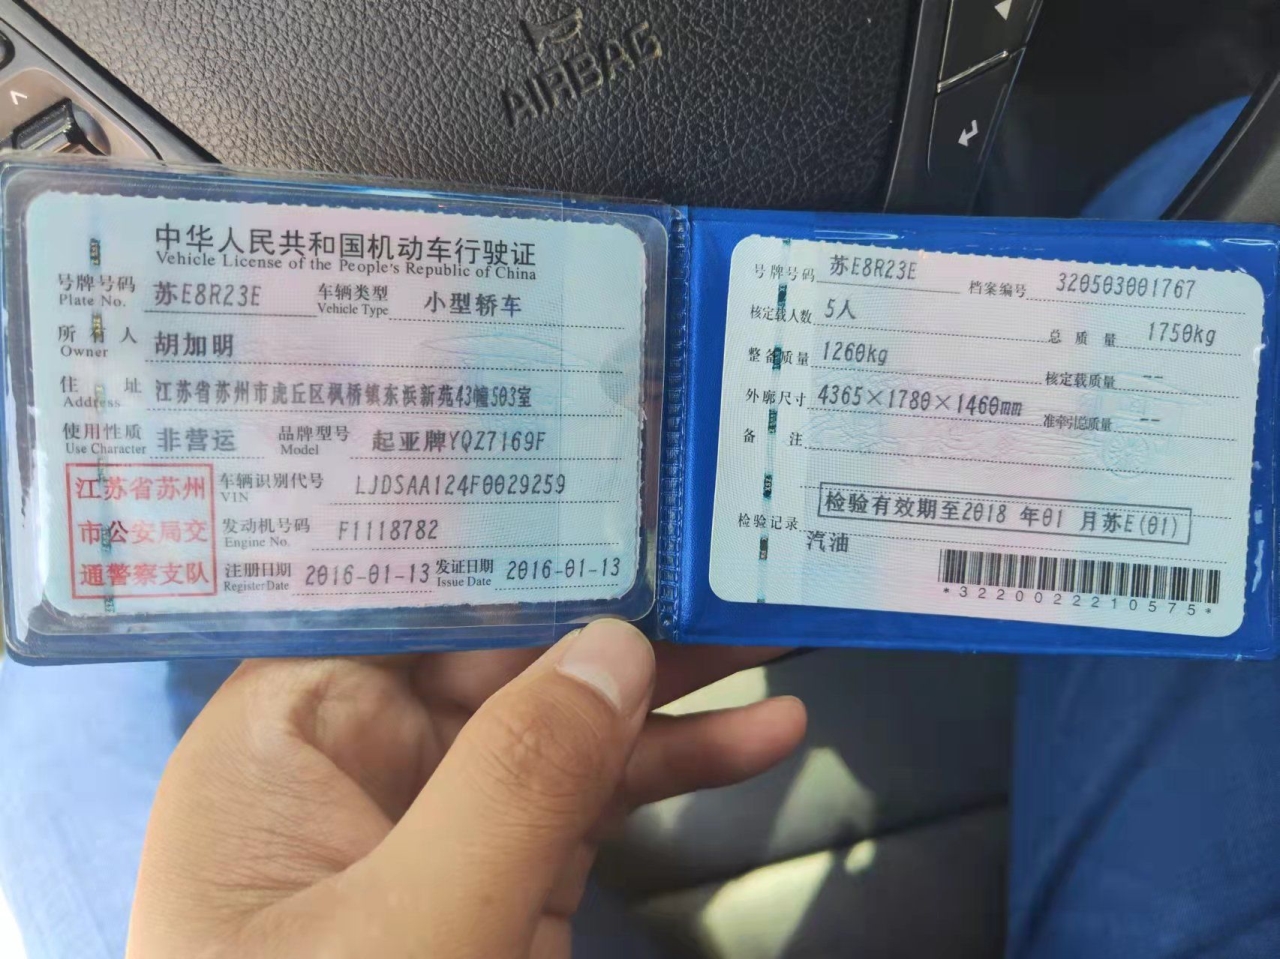 AIRBAG
中华人民共和国机动车行驶证
Vehicle License of the People's Republic of China
号牌号码 苏E8R23E 车辆类型 小型轿车
Plate No. Vehicle Type
所有人 胡加明
Owner
住址 江苏省苏州市虎丘区枫桥镇东浜新苑43幢503室
Address
使用性质 非营运 品牌型号 起亚牌YQZ7169F
Use Character Model
江苏省苏州
市公安局交
通警察支队
车辆识别代号 LJDSAA124F0029259
VIN
发动机号码 F1118782
Engine No.
注册日期 2016-01-13 发证日期 2016-01-13
Register Date Issue Date
号牌号码 苏E8R23E 档案编号 320503001767
核定载人数 5人 总质量 1750kg
整备质量 1260kg 核定载质量 --
外廓尺寸 4365×1780×1460mm 准牵引总质量 --
备注
检验有效期至2018 年01 月苏E(01)
检验记录
汽油
*3220022210575*